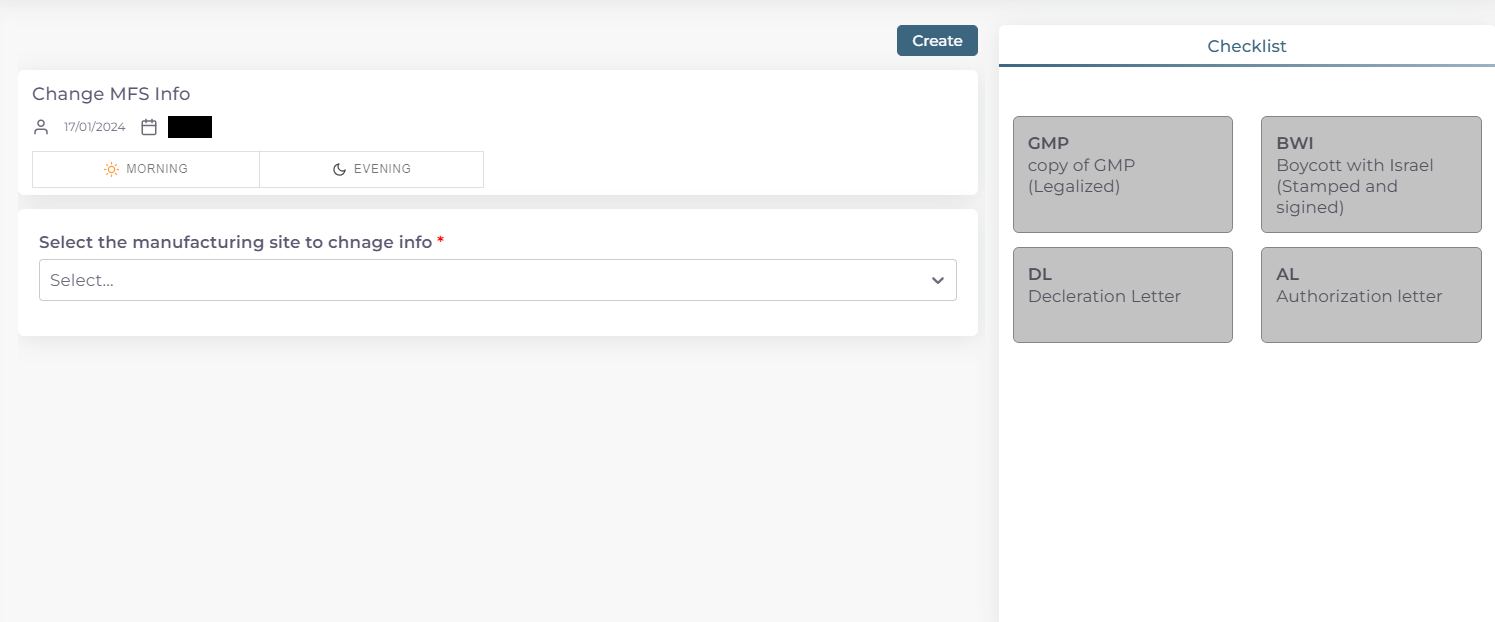 Create
Change MFS Info
17/01/2024
MORNING
EVENING
Select the manufacturing site to chnage info *
Select...
Checklist
GMP
copy of GMP
(Legalized)
BWI
Boycott with Israel
(Stamped and
sigined)
DL
Decleration Letter
AL
Authorization letter